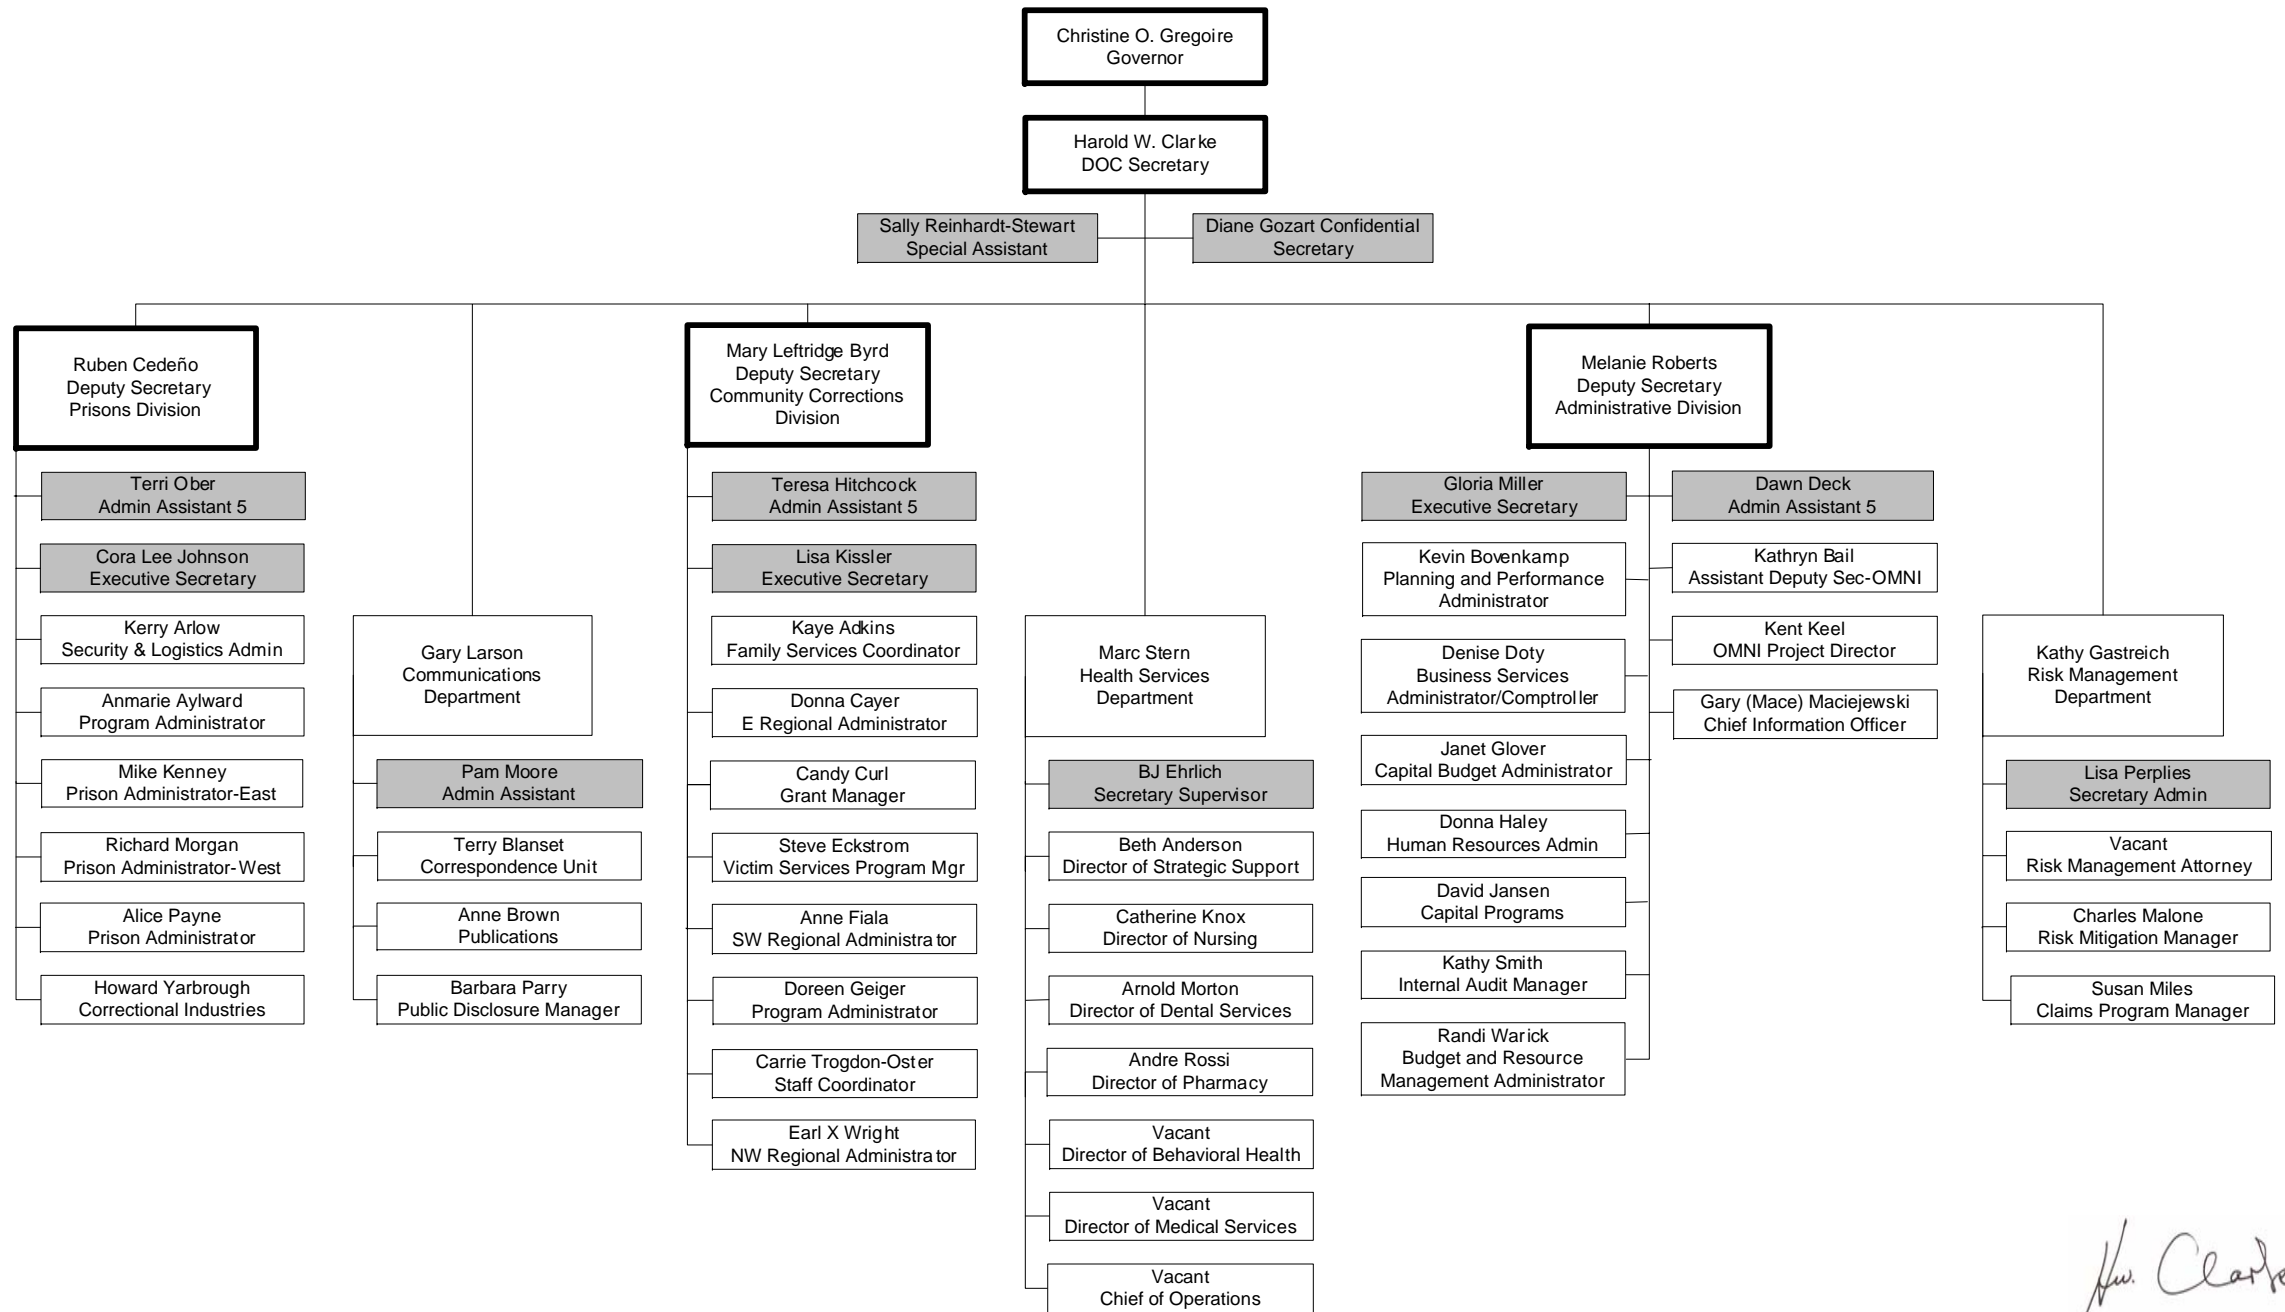 Christine O. Gregoire
Governor
Harold W. Clarke
DOC Secretary
Sally Reinhardt-Stewart
Special Assistant
Diane Gozart Confidential
Secretary
Ruben Cedeño
Deputy Secretary
Prisons Division
Terri Ober
Admin Assistant 5
Cora Lee Johnson
Executive Secretary
Kerry Arlow
Security & Logistics Admin
Anmarie Aylward
Program Administrator
Mike Kenney
Prison Administrator-East
Richard Morgan
Prison Administrator-West
Alice Payne
Prison Administrator
Howard Yarbrough
Correctional Industries
Gary Larson
Communications
Department
Pam Moore
Admin Assistant
Terry Blanset
Correspondence Unit
Anne Brown
Publications
Barbara Parry
Public Disclosure Manager
Mary Leftridge Byrd
Deputy Secretary
Community Corrections
Division
Teresa Hitchcock
Admin Assistant 5
Lisa Kissler
Executive Secretary
Kaye Adkins
Family Services Coordinator
Donna Cayer
E Regional Administrator
Candy Curl
Grant Manager
Steve Eckstrom
Victim Services Program Mgr
Anne Fiala
SW Regional Administrator
Doreen Geiger
Program Administrator
Carrie Trogdon-Oster
Staff Coordinator
Earl X Wright
NW Regional Administrator
Marc Stern
Health Services
Department
BJ Ehrlich
Secretary Supervisor
Beth Anderson
Director of Strategic Support
Catherine Knox
Director of Nursing
Arnold Morton
Director of Dental Services
Andre Rossi
Director of Pharmacy
Vacant
Director of Behavioral Health
Vacant
Director of Medical Services
Vacant
Chief of Operations
Melanie Roberts
Deputy Secretary
Administrative Division
Gloria Miller
Executive Secretary
Kevin Bovenkamp
Planning and Performance
Administrator
Denise Doty
Business Services
Administrator/Comptroller
Janet Glover
Capital Budget Administrator
Donna Haley
Human Resources Admin
David Jansen
Capital Programs
Kathy Smith
Internal Audit Manager
Randi Warick
Budget and Resource
Management Administrator
Dawn Deck
Admin Assistant 5
Kathryn Bail
Assistant Deputy Sec-OMNI
Kent Keel
OMNI Project Director
Gary (Mace) Maciejewski
Chief Information Officer
Kathy Gastreich
Risk Management
Department
Lisa Perplies
Secretary Admin
Vacant
Risk Management Attorney
Charles Malone
Risk Mitigation Manager
Susan Miles
Claims Program Manager
Clarke